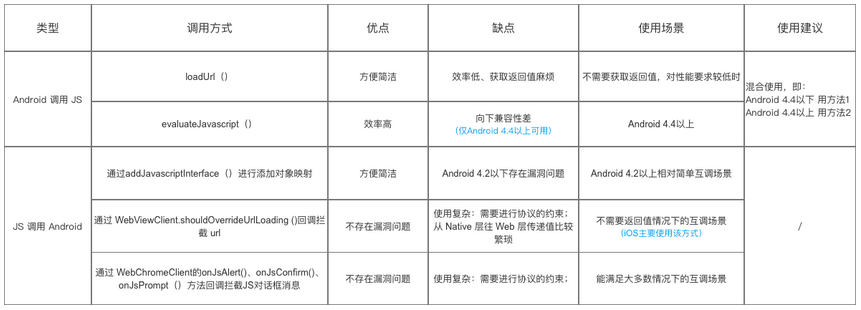 类型 调用方式 优点 缺点 使用场景 使用建议
Android 调用 JS
loadUrl（） 方便简洁 效率低、获取返回值麻烦 不需要获取返回值，对性能要求较低时
evaluateJavascript（） 效率高 向下兼容性差
（仅Android 4.4以上可用）
Android 4.4以上
混合使用，即：
Android 4.4以下 用方法1
Android 4.4以上 用方法2
JS 调用 Android
通过addJavascriptInterface（）进行添加对象映射 方便简洁 Android 4.2以下存在漏洞问题 Android 4.2以上相对简单互调场景
通过 WebViewClient.shouldOverrideUrlLoading ()回调拦
截 url
不存在漏洞问题
使用复杂：需要进行协议的约束；
从 Native 层往 Web 层传递值比较
繁琐
不需要返回值情况下的互调场景
（iOS主要使用该方式）
/
通过 WebChromeClient的onJsAlert()、onJsConfirm()、
onJsPrompt（）方法回调拦截JS对话框消息
不存在漏洞问题 使用复杂：需要进行协议的约束； 能满足大多数情况下的互调场景